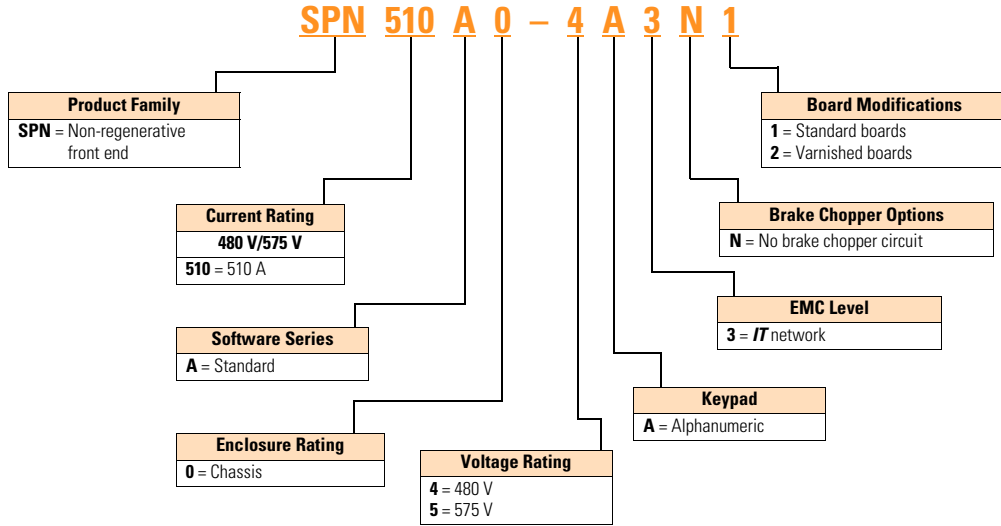 SPN 510 A 0 – 4 A 3 N 1
Product Family
SPN = Non-regenerative
front end
Board Modifications
1 = Standard boards
2 = Varnished boards
Current Rating
480 V/575 V
510 = 510 A
Brake Chopper Options
N = No brake chopper circuit
EMC Level
3 = IT network
Software Series
A = Standard
Keypad
A = Alphanumeric
Enclosure Rating
0 = Chassis
Voltage Rating
4 = 480 V
5 = 575 V